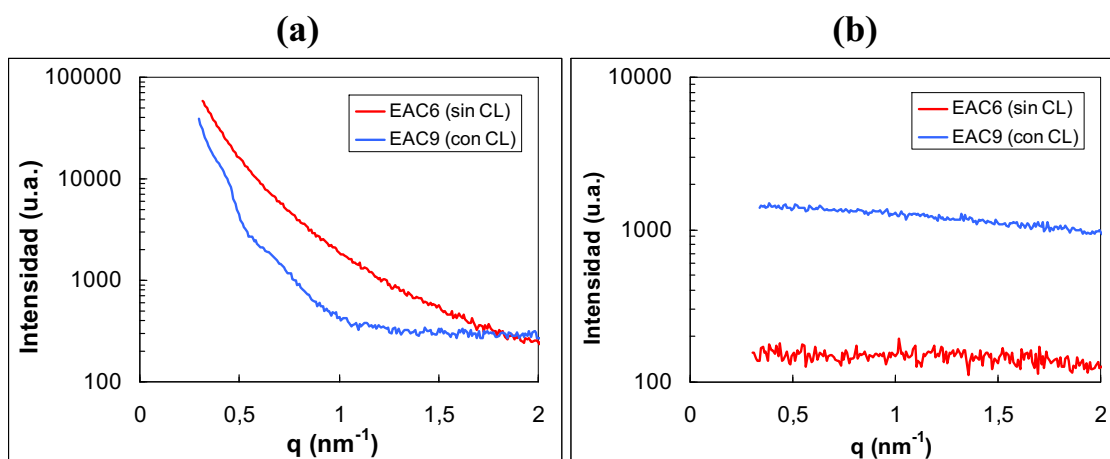 (a)
Intensidad (u.a.)
100000
10000
1000
100
0
0,5
1
1,5
2
q (nm-1)
EAC6 (sin CL)
EAC9 (con CL)
(b)
Intensidad (u.a.)
10000
1000
100
0
0,5
1
1,5
2
q (nm-1)
EAC6 (sin CL)
EAC9 (con CL)